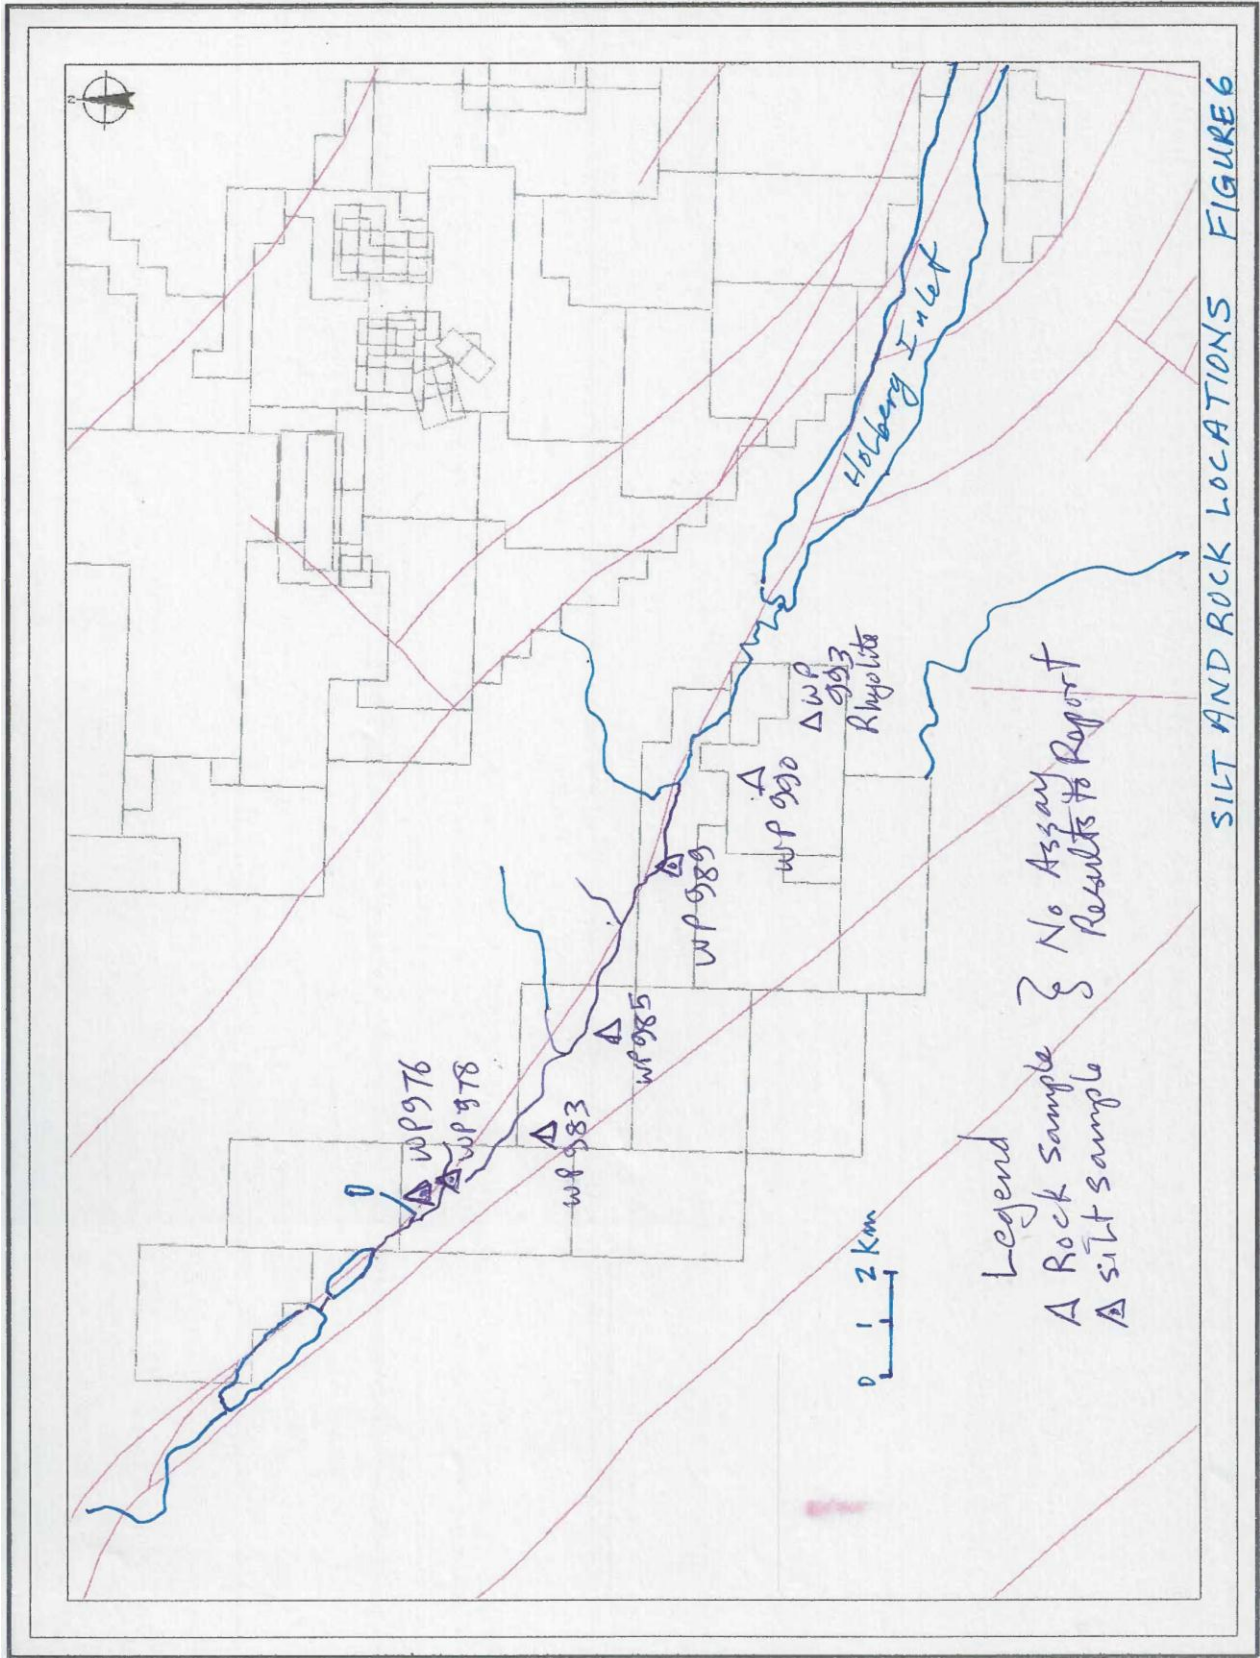 N
WP 976
WP 978
WP 983
WP 985
WP 989
WP 990
WP
993
Rhyolite
Holberg Inlet
0 1 2 Km
Legend
Rock sample } No Assay
silt sample Results to Report
SILT AND ROCK LOCATIONS FIGURE 6